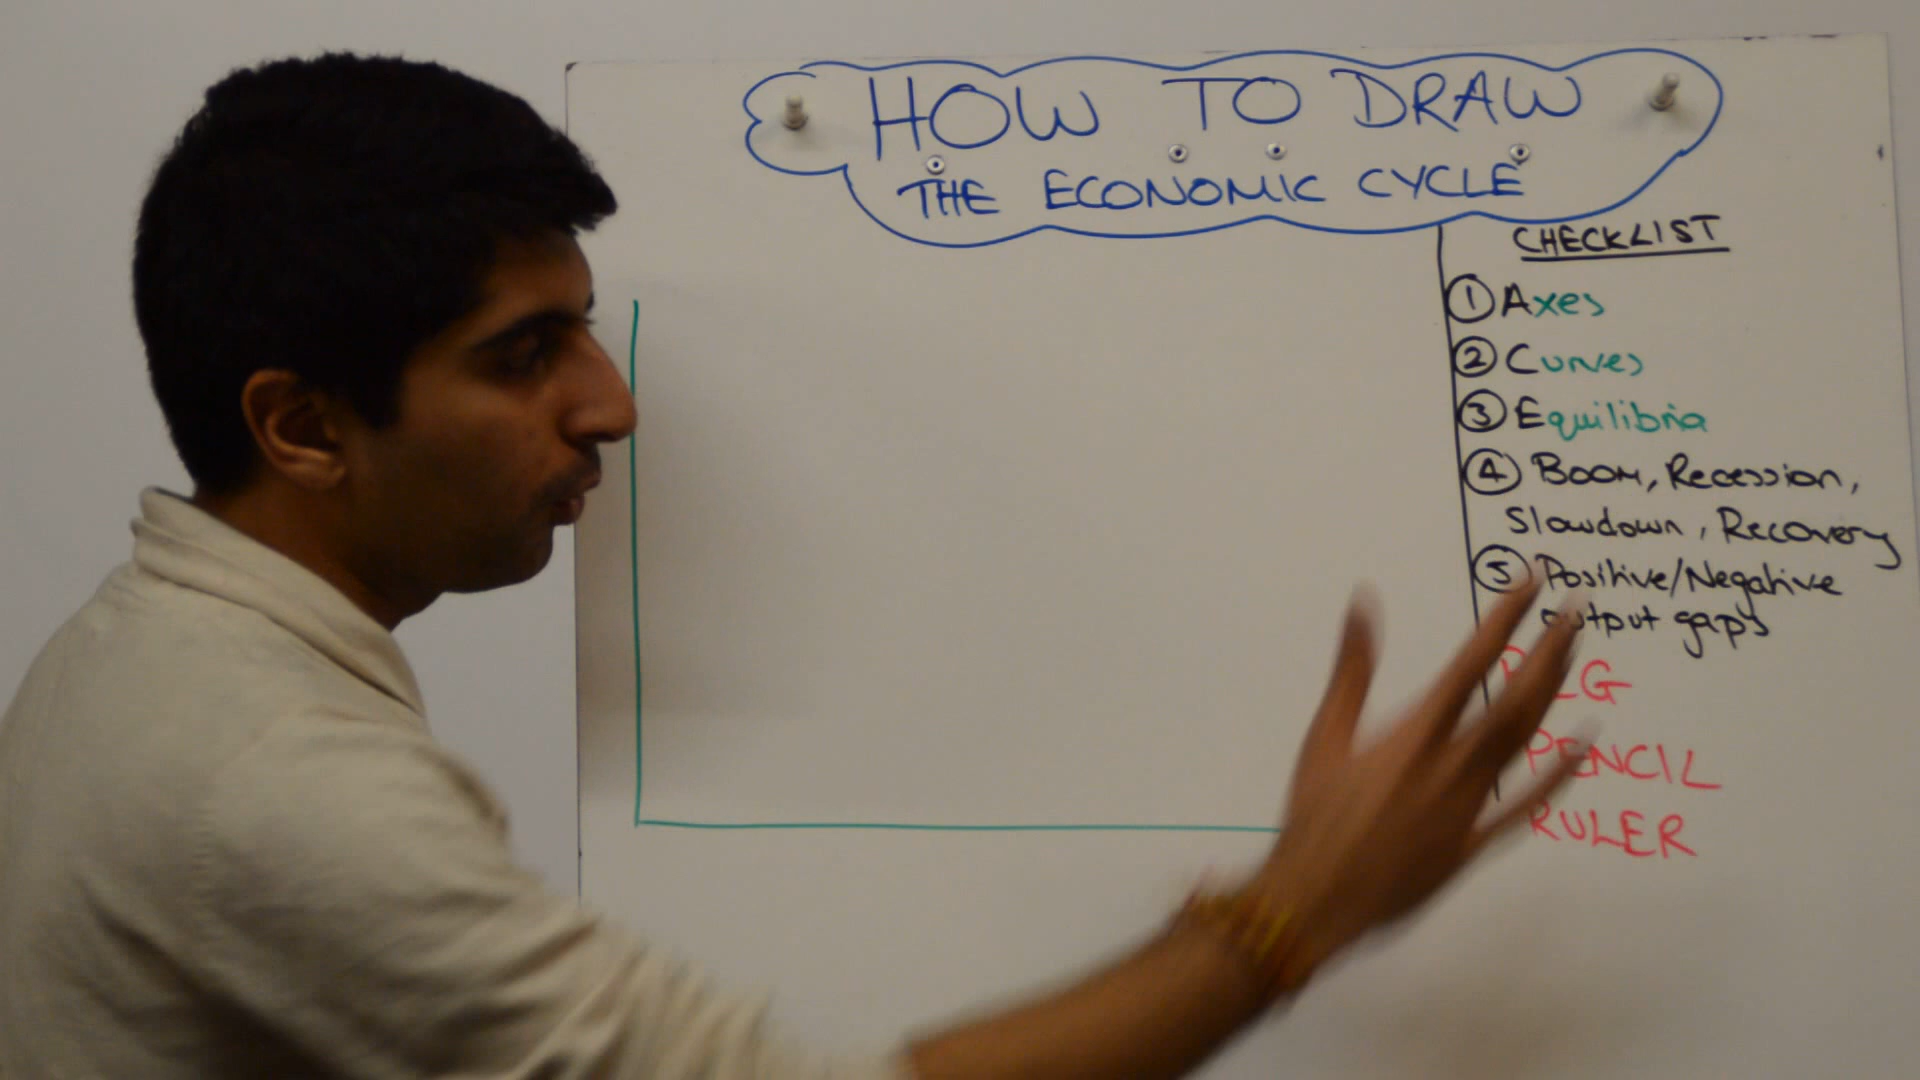 HOW TO DRAW
THE ECONOMIC CYCLE
CHECKLIST
① Axes
② Curves
③ Equilibria
④ Boom, Recession,
Slowdown, Recovery
⑤ Positive/Negative
output gaps
PENCIL
RULER